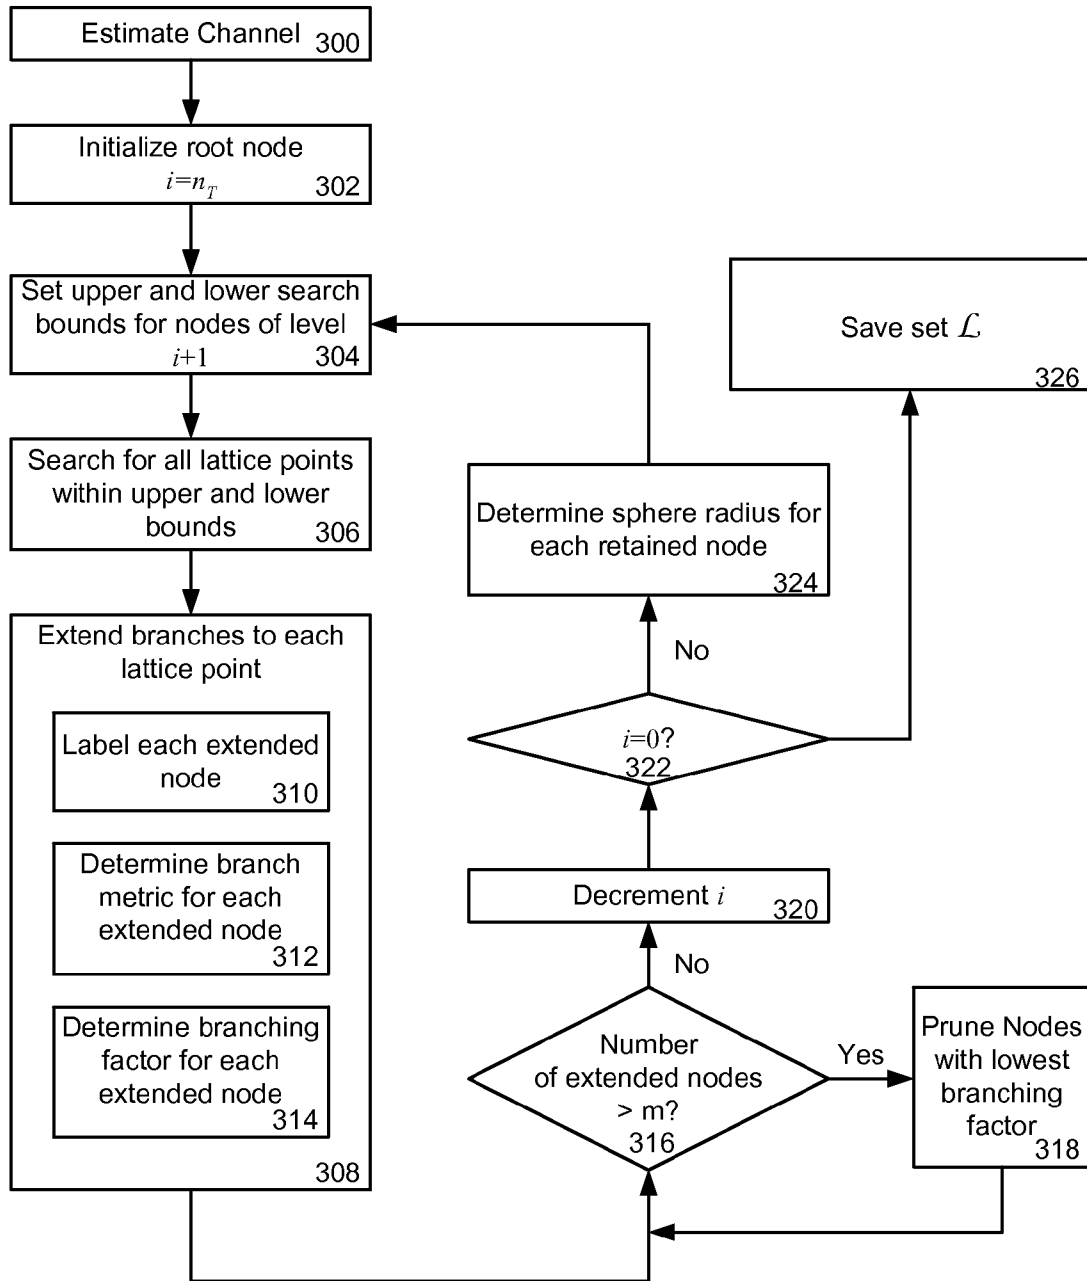 Estimate Channel
300
Initialize root node
i=n_T
302
Set upper and lower search
bounds for nodes of level
i+1
304
Search for all lattice points
within upper and lower
bounds
306
Extend branches to each
lattice point
Label each extended
node
310
Determine branch
metric for each
extended node
312
Determine branching
factor for each
extended node
314
308
Number
of extended nodes
> m?
316
Yes
Prune Nodes
with lowest
branching
factor
318
No
Decrement i
320
i=0?
322
No
Determine sphere radius for
each retained node
324
Save set ℒ
326